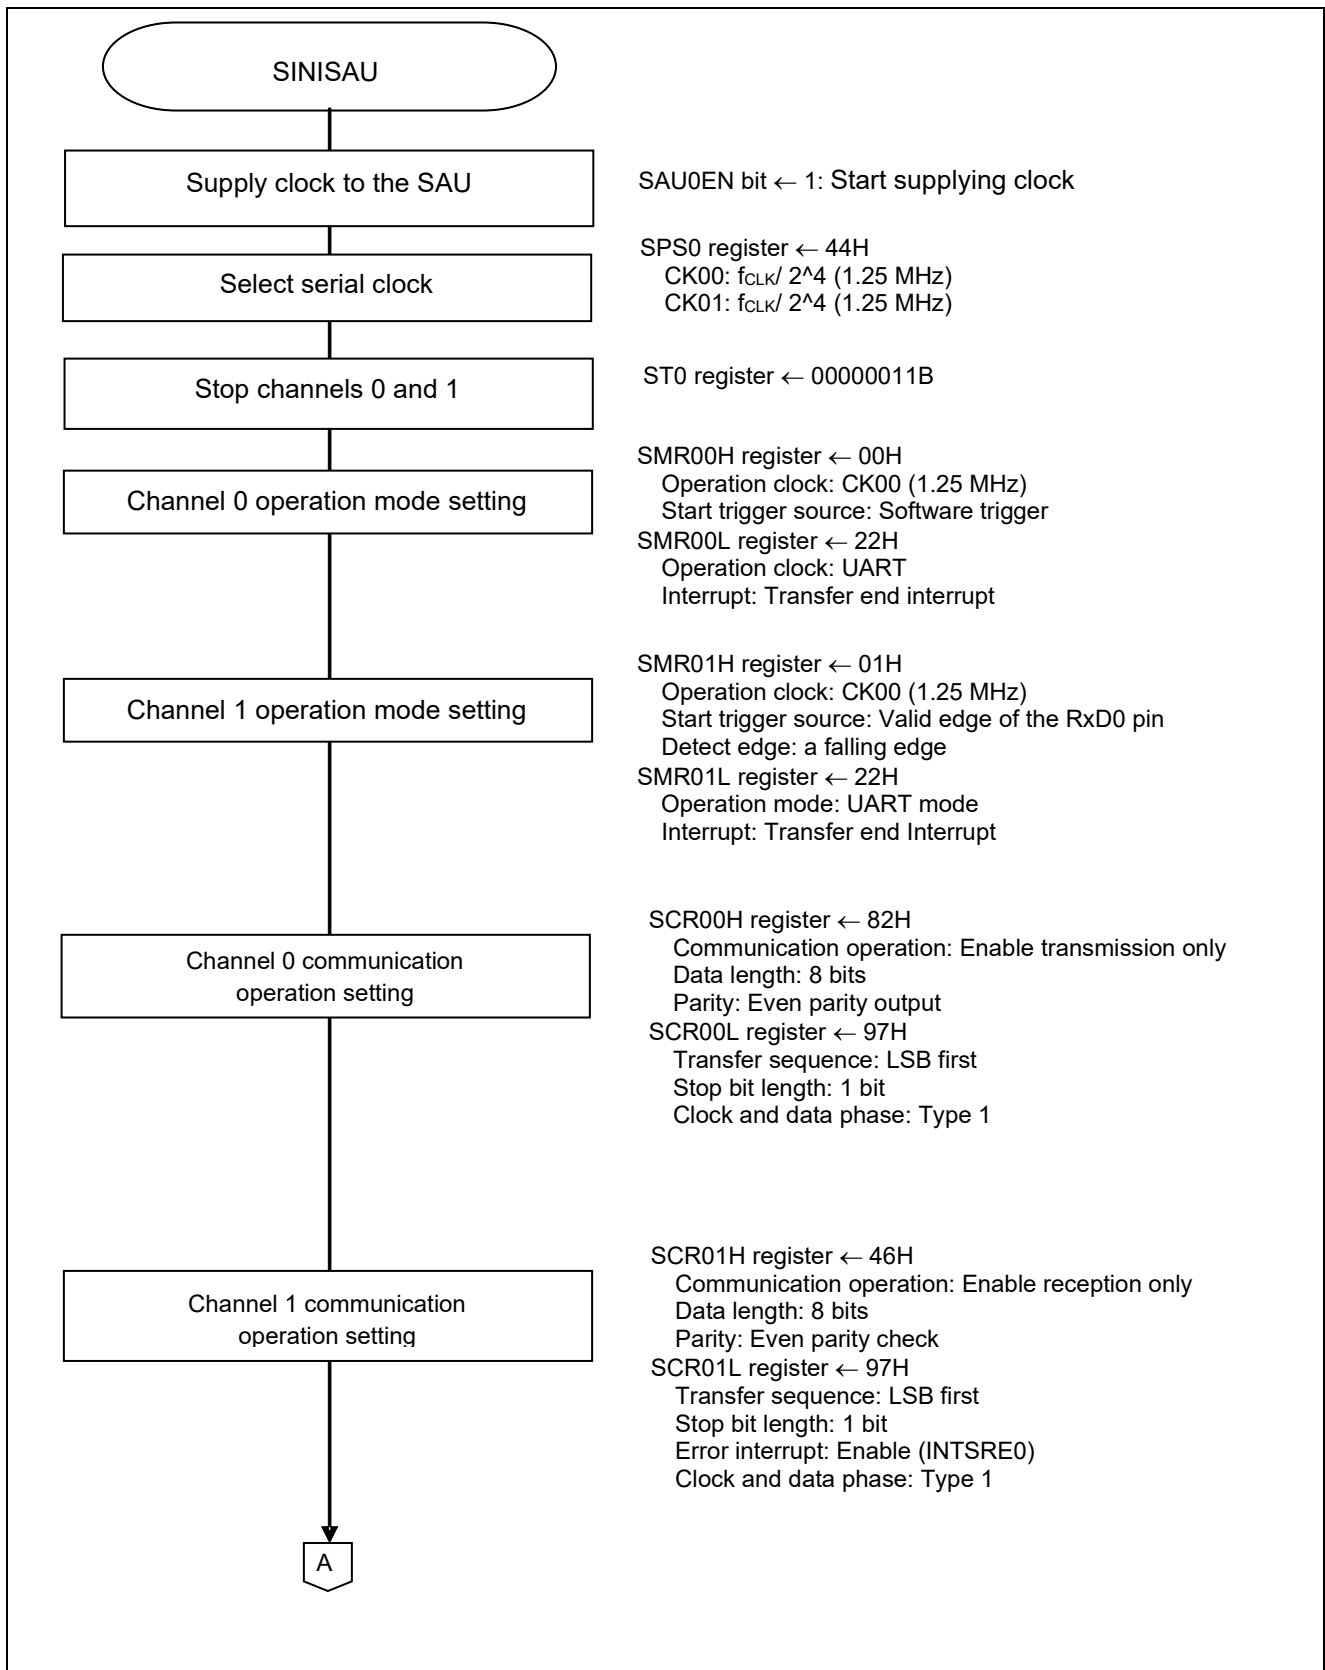 SINISAU
Supply clock to the SAU
SAU0EN bit ← 1: Start supplying clock
Select serial clock
SPS0 register ← 44H
CK00: fCLK/ 2^4 (1.25 MHz)
CK01: fCLK/ 2^4 (1.25 MHz)
Stop channels 0 and 1
ST0 register ← 00000011B
Channel 0 operation mode setting
SMR00H register ← 00H
Operation clock: CK00 (1.25 MHz)
Start trigger source: Software trigger
SMR00L register ← 22H
Operation clock: UART
Interrupt: Transfer end interrupt
Channel 1 operation mode setting
SMR01H register ← 01H
Operation clock: CK00 (1.25 MHz)
Start trigger source: Valid edge of the RxD0 pin
Detect edge: a falling edge
SMR01L register ← 22H
Operation mode: UART mode
Interrupt: Transfer end Interrupt
Channel 0 communication
operation setting
SCR00H register ← 82H
Communication operation: Enable transmission only
Data length: 8 bits
Parity: Even parity output
SCR00L register ← 97H
Transfer sequence: LSB first
Stop bit length: 1 bit
Clock and data phase: Type 1
Channel 1 communication
operation setting
SCR01H register ← 46H
Communication operation: Enable reception only
Data length: 8 bits
Parity: Even parity check
SCR01L register ← 97H
Transfer sequence: LSB first
Stop bit length: 1 bit
Error interrupt: Enable (INTSRE0)
Clock and data phase: Type 1
A